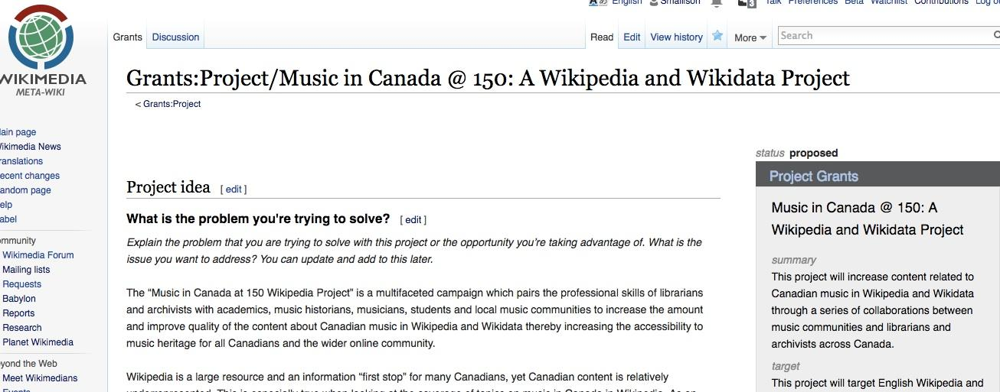 English Smallison 3 Talk Preferences Beta Watchlist Contributions Log
WIKIMEDIA
META-WIKI
Grants Discussion Read Edit View history More Search
Grants:Project/Music in Canada @ 150: A Wikipedia and Wikidata Project
< Grants:Project
ain page
ikimedia News
ranslations
ecent changes
andom page
elp
abel
ommunity
Wikimedia Forum
Mailing lists
Requests
Babylon
Reports
Research
Planet Wikimedia
eyond the Web
Meet Wikimedians
Events
Project idea [ edit ]
What is the problem you're trying to solve? [ edit ]
Explain the problem that you are trying to solve with this project or the opportunity you're taking advantage of. What is the
issue you want to address? You can update and add to this later.
The “Music in Canada at 150 Wikipedia Project” is a multifaceted campaign which pairs the professional skills of librarians
and archivists with academics, music historians, musicians, students and local music communities to increase the amount
and improve quality of the content about Canadian music in Wikipedia and Wikidata thereby increasing the accessibility to
music heritage for all Canadians and the wider online community.
Wikipedia is a large resource and an information “first stop” for many Canadians, yet Canadian content is relatively
underrepresented. This is especially true when looking at the coverage of topics on music in Canada in Wikipedia. As an
status proposed
Project Grants
Music in Canada @ 150: A
Wikipedia and Wikidata Project
summary
This project will increase content related to
Canadian music in Wikipedia and Wikidata
through a series of collaborations between
music communities and librarians and
archivists across Canada.
target
This project will target English Wikipedia and